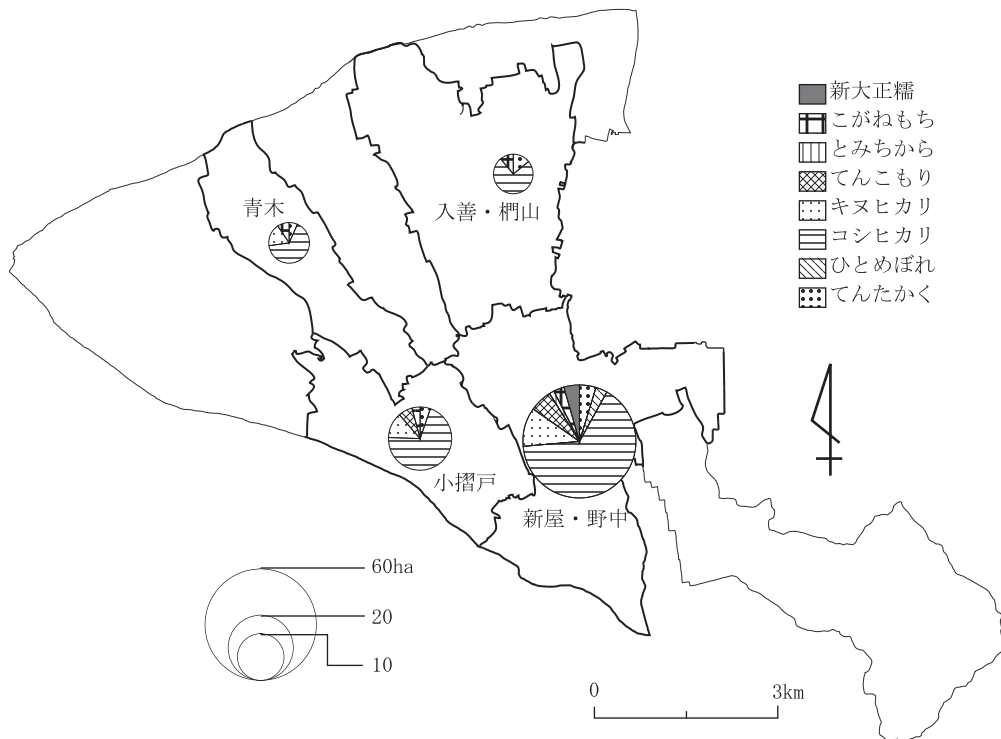 新大正糯
こがねもち
とみちから
てんこもり
キヌヒカリ
コシヒカリ
ひとめぼれ
てんたかく
青木
入善・椚山
小摺戸
新屋・野中
60ha
20
10
0
3km